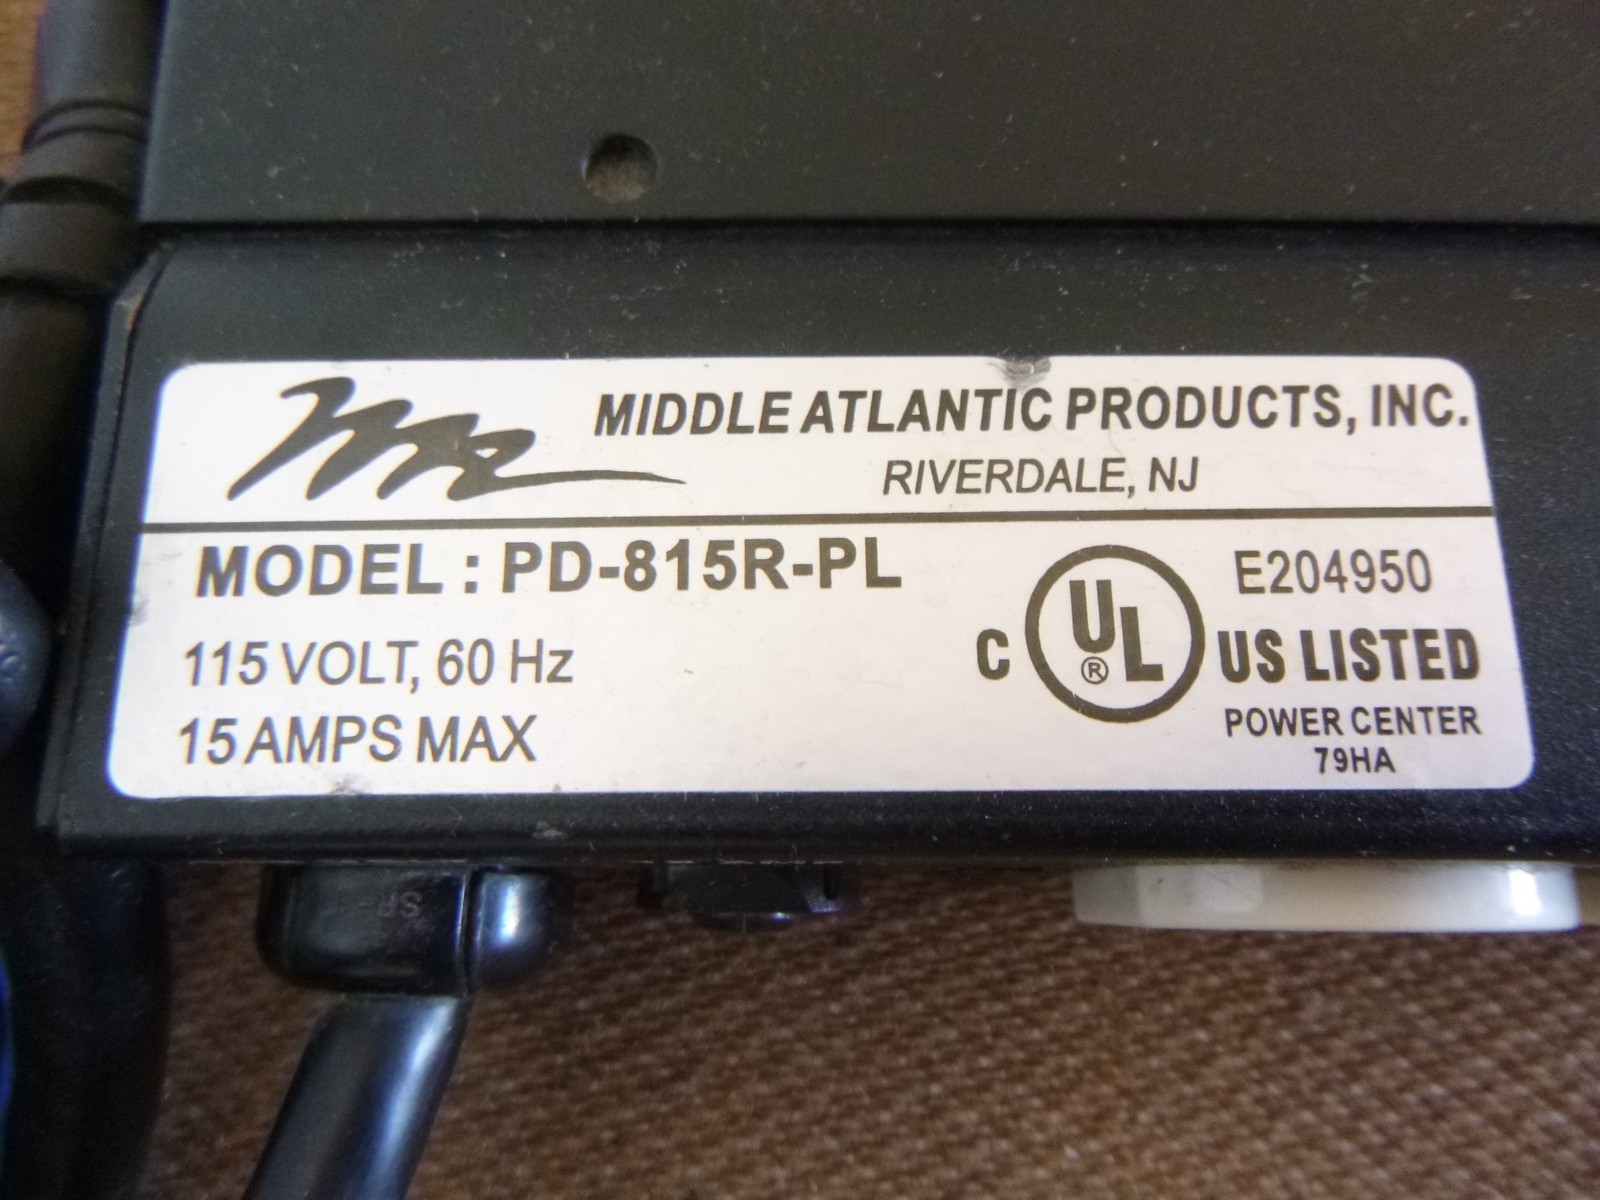 MIDDLE ATLANTIC PRODUCTS, INC.
RIVERDALE, NJ
MODEL : PD-815R-PL
115 VOLT, 60 Hz
15 AMPS MAX
E204950
C UL ® US LISTED
POWER CENTER
79HA